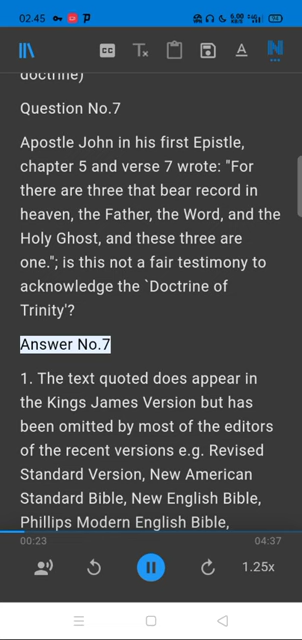 02.45
CC
doctrine)
Question No.7
Apostle John in his first Epistle,
chapter 5 and verse 7 wrote: "For
there are three that bear record in
heaven, the Father, the Word, and the
Holy Ghost, and these three are
one."; is this not a fair testimony to
acknowledge the `Doctrine of
Trinity'?
Answer No.7
1. The text quoted does appear in
the Kings James Version but has
been omitted by most of the editors
of the recent versions e.g. Revised
Standard Version, New American
Standard Bible, New English Bible,
Phillips Modern English Bible,
00:23 04:37
1.25x